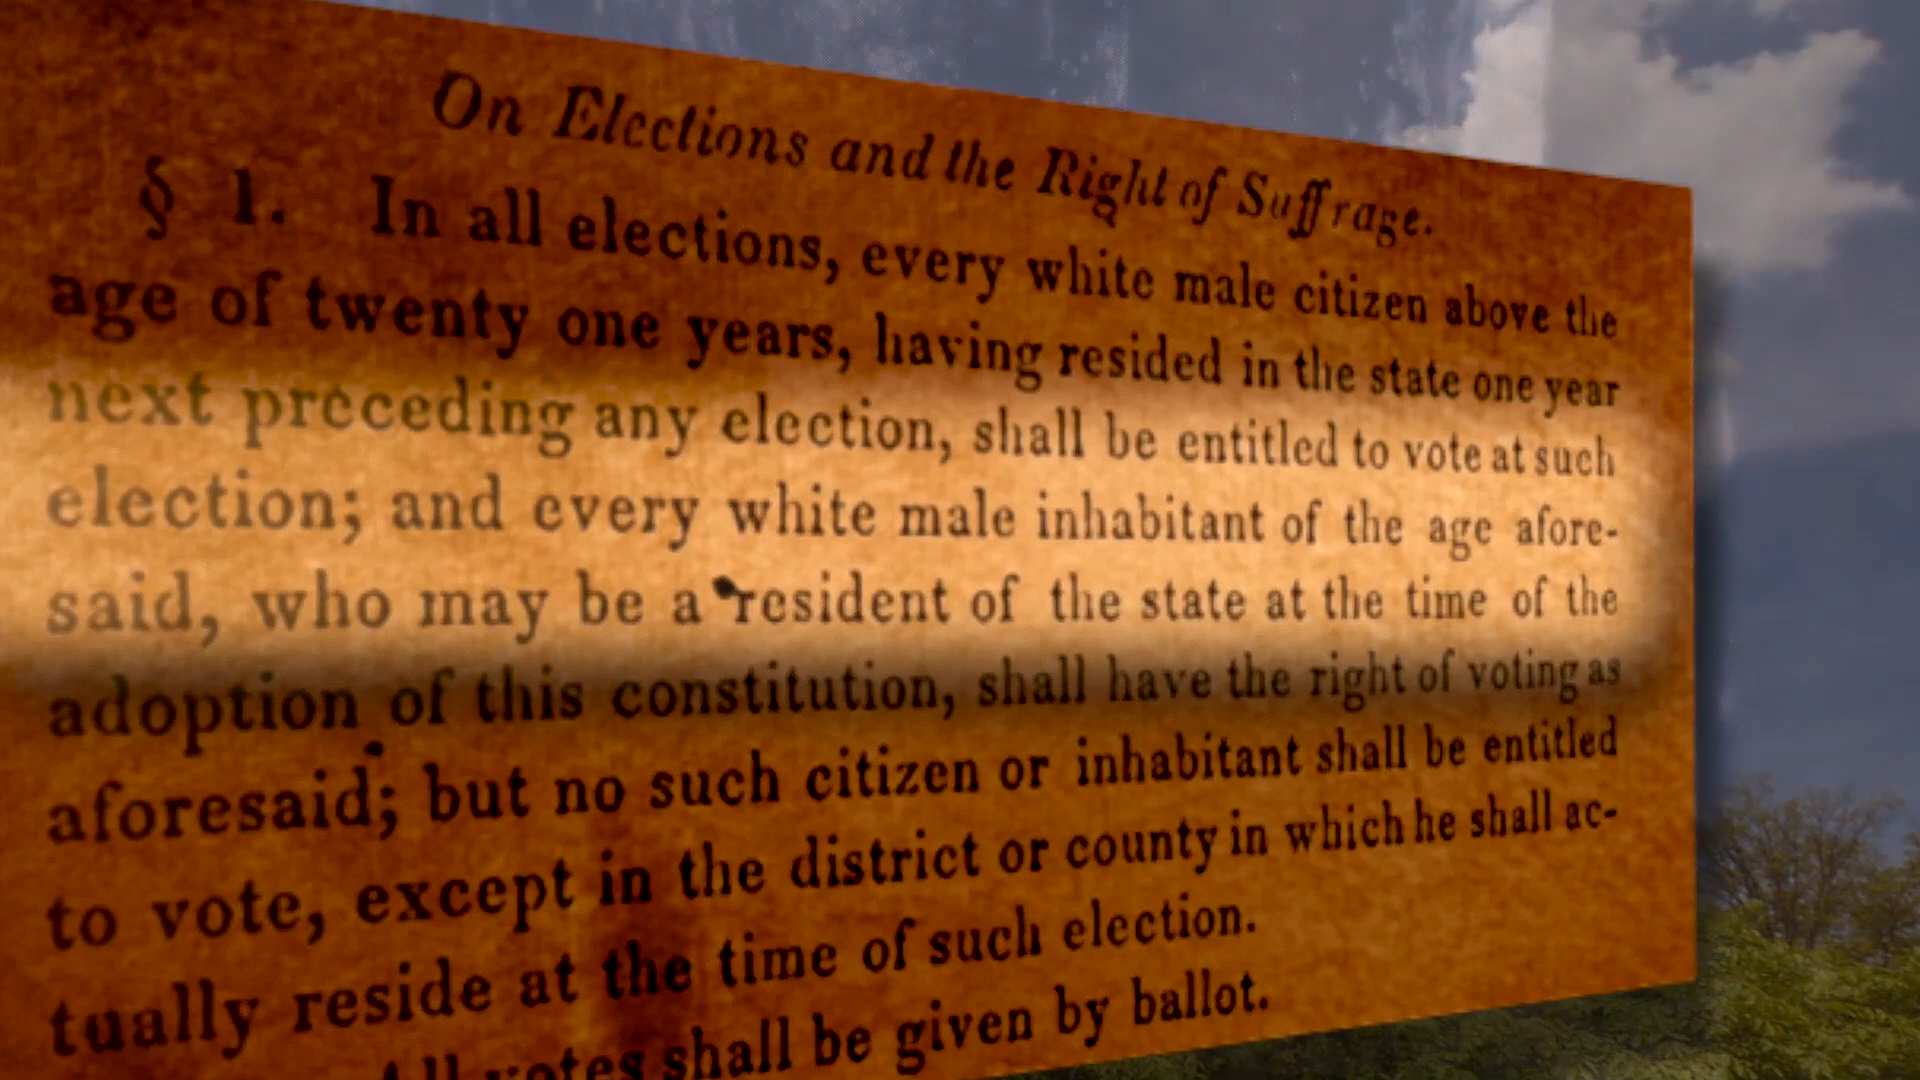 On Elections and the Right of Suffrage.
§ 1. In all elections, every white male citizen above the
age of twenty one years, having resided in the state one year
next preceding any election, shall be entitled to vote at such
election; and every white male inhabitant of the age afore-
said, who may be a resident of the state at the time of the
adoption of this constitution, shall have the right of voting as
aforesaid; but no such citizen or inhabitant shall be entitled
to vote, except in the district or county in which he shall ac-
tually reside at the time of such election.
All votes shall be given by ballot.